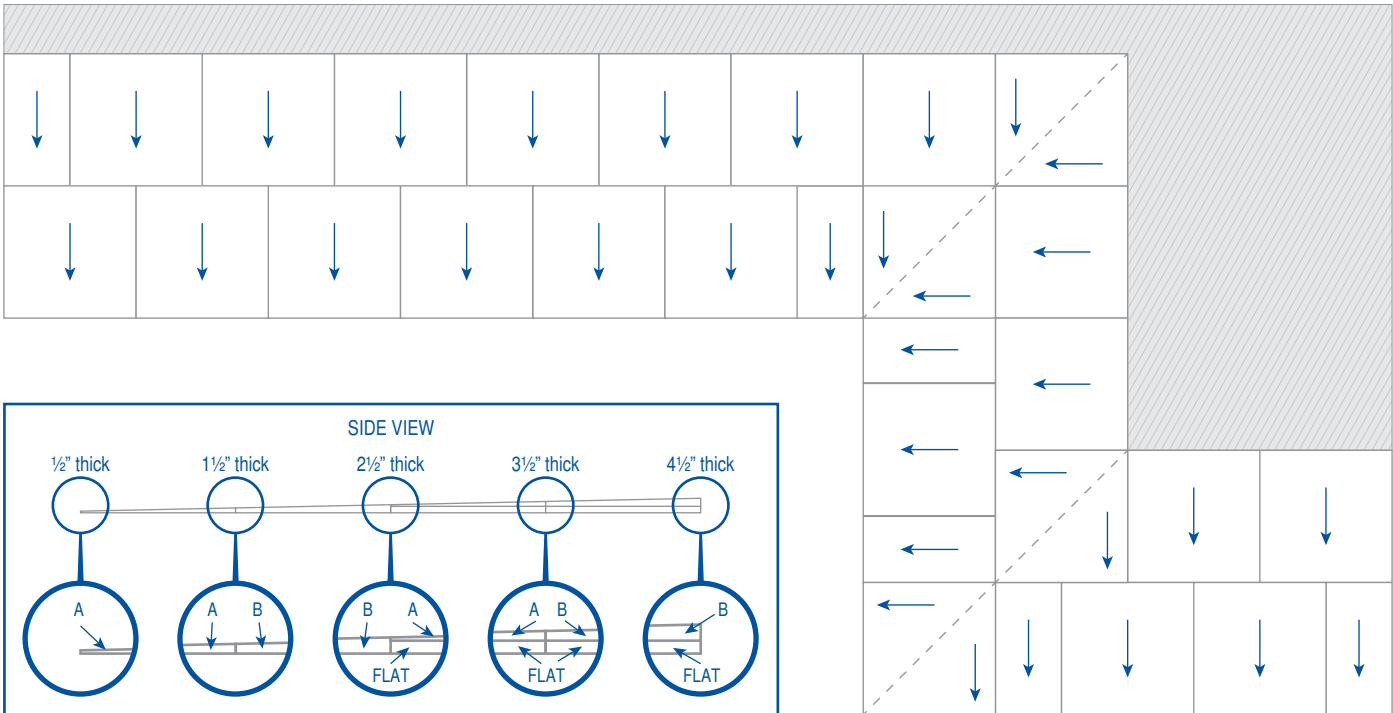 SIDE VIEW
½” thick 1½” thick 2½” thick 3½” thick 4½” thick
A A B B A A B B
FLAT FLAT FLAT